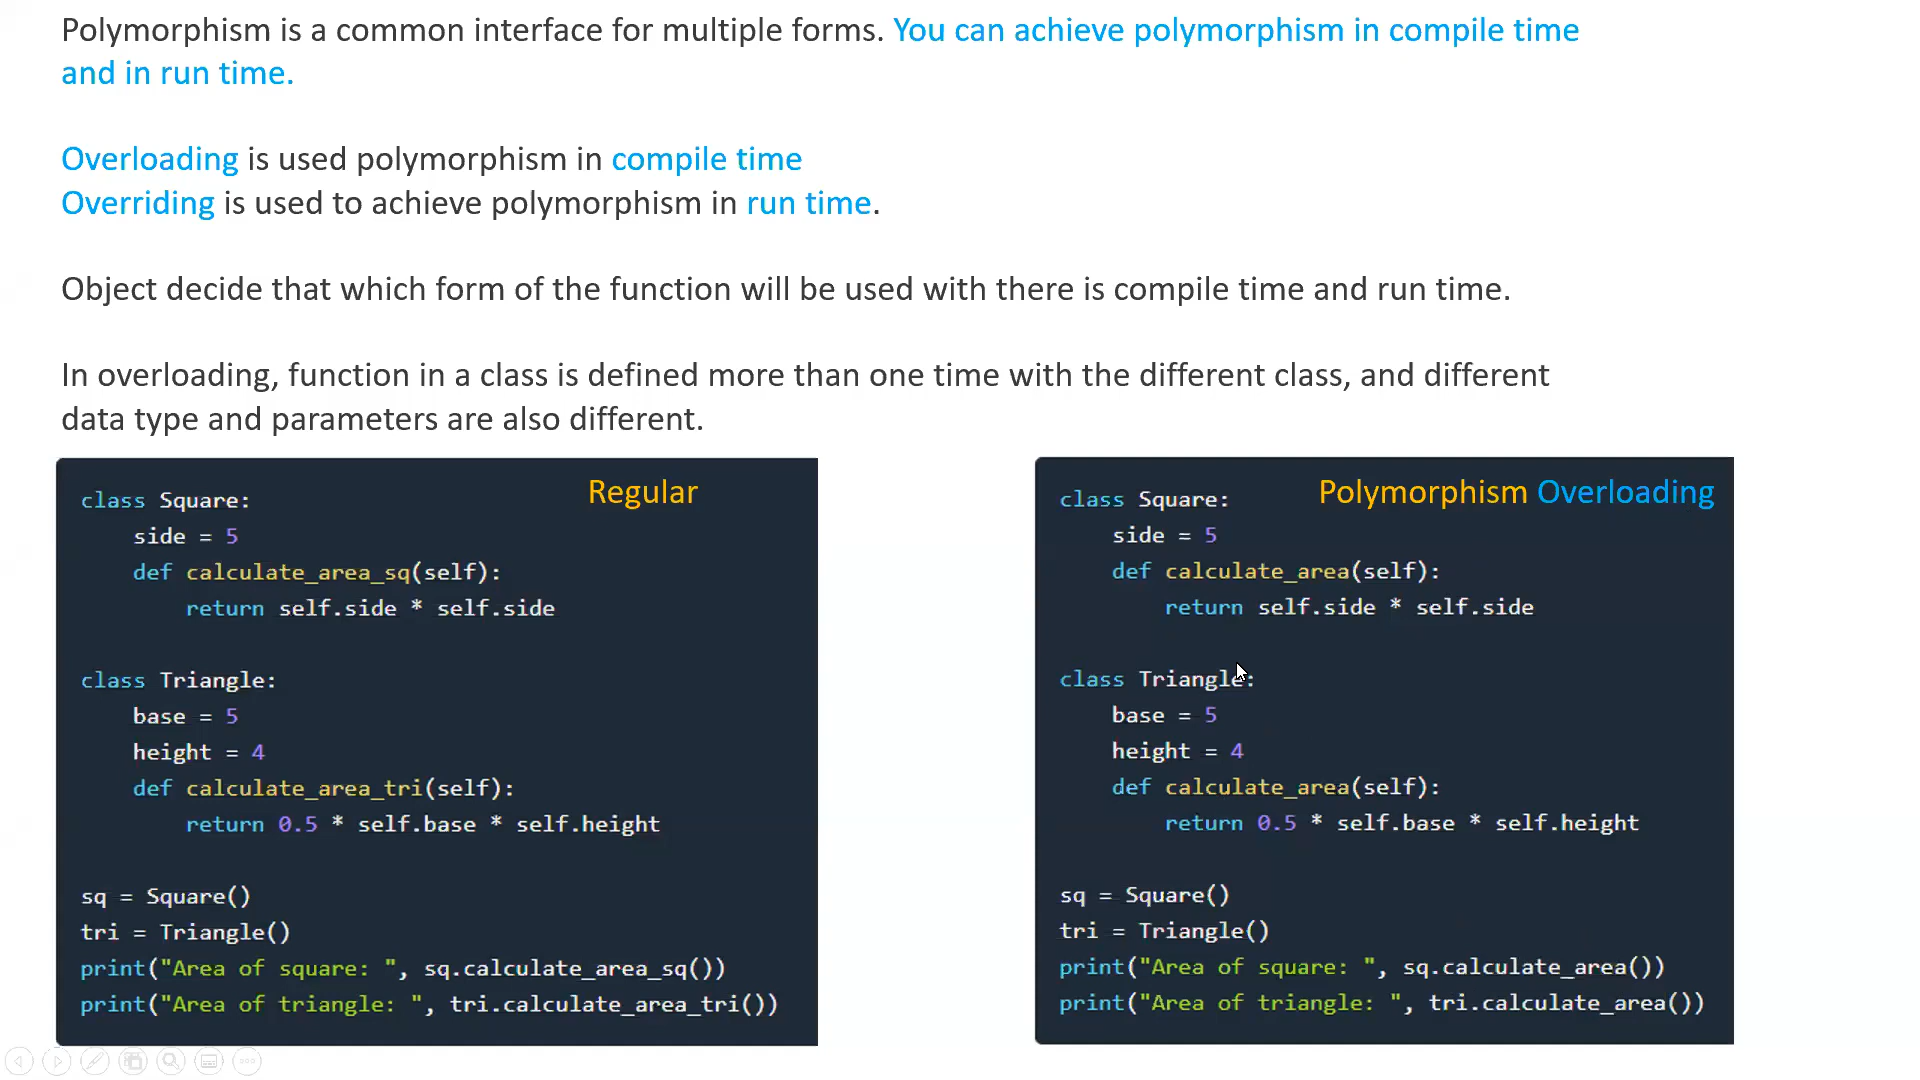 Polymorphism is a common interface for multiple forms. You can achieve polymorphism in compile time
and in run time.
Overloading is used polymorphism in compile time
Overriding is used to achieve polymorphism in run time.
Object decide that which form of the function will be used with there is compile time and run time.
In overloading, function in a class is defined more than one time with the different class, and different
data type and parameters are also different.
Regular
class Square:
    side = 5
    def calculate_area_sq(self):
        return self.side * self.side
class Triangle:
    base = 5
    height = 4
    def calculate_area_tri(self):
        return 0.5 * self.base * self.height
sq = Square()
tri = Triangle()
print("Area of square: ", sq.calculate_area_sq())
print("Area of triangle: ", tri.calculate_area_tri())
Polymorphism Overloading
class Square:
    side = 5
    def calculate_area(self):
        return self.side * self.side
class Triangle:
    base = 5
    height = 4
    def calculate_area(self):
        return 0.5 * self.base * self.height
sq = Square()
tri = Triangle()
print("Area of square: ", sq.calculate_area())
print("Area of triangle: ", tri.calculate_area())